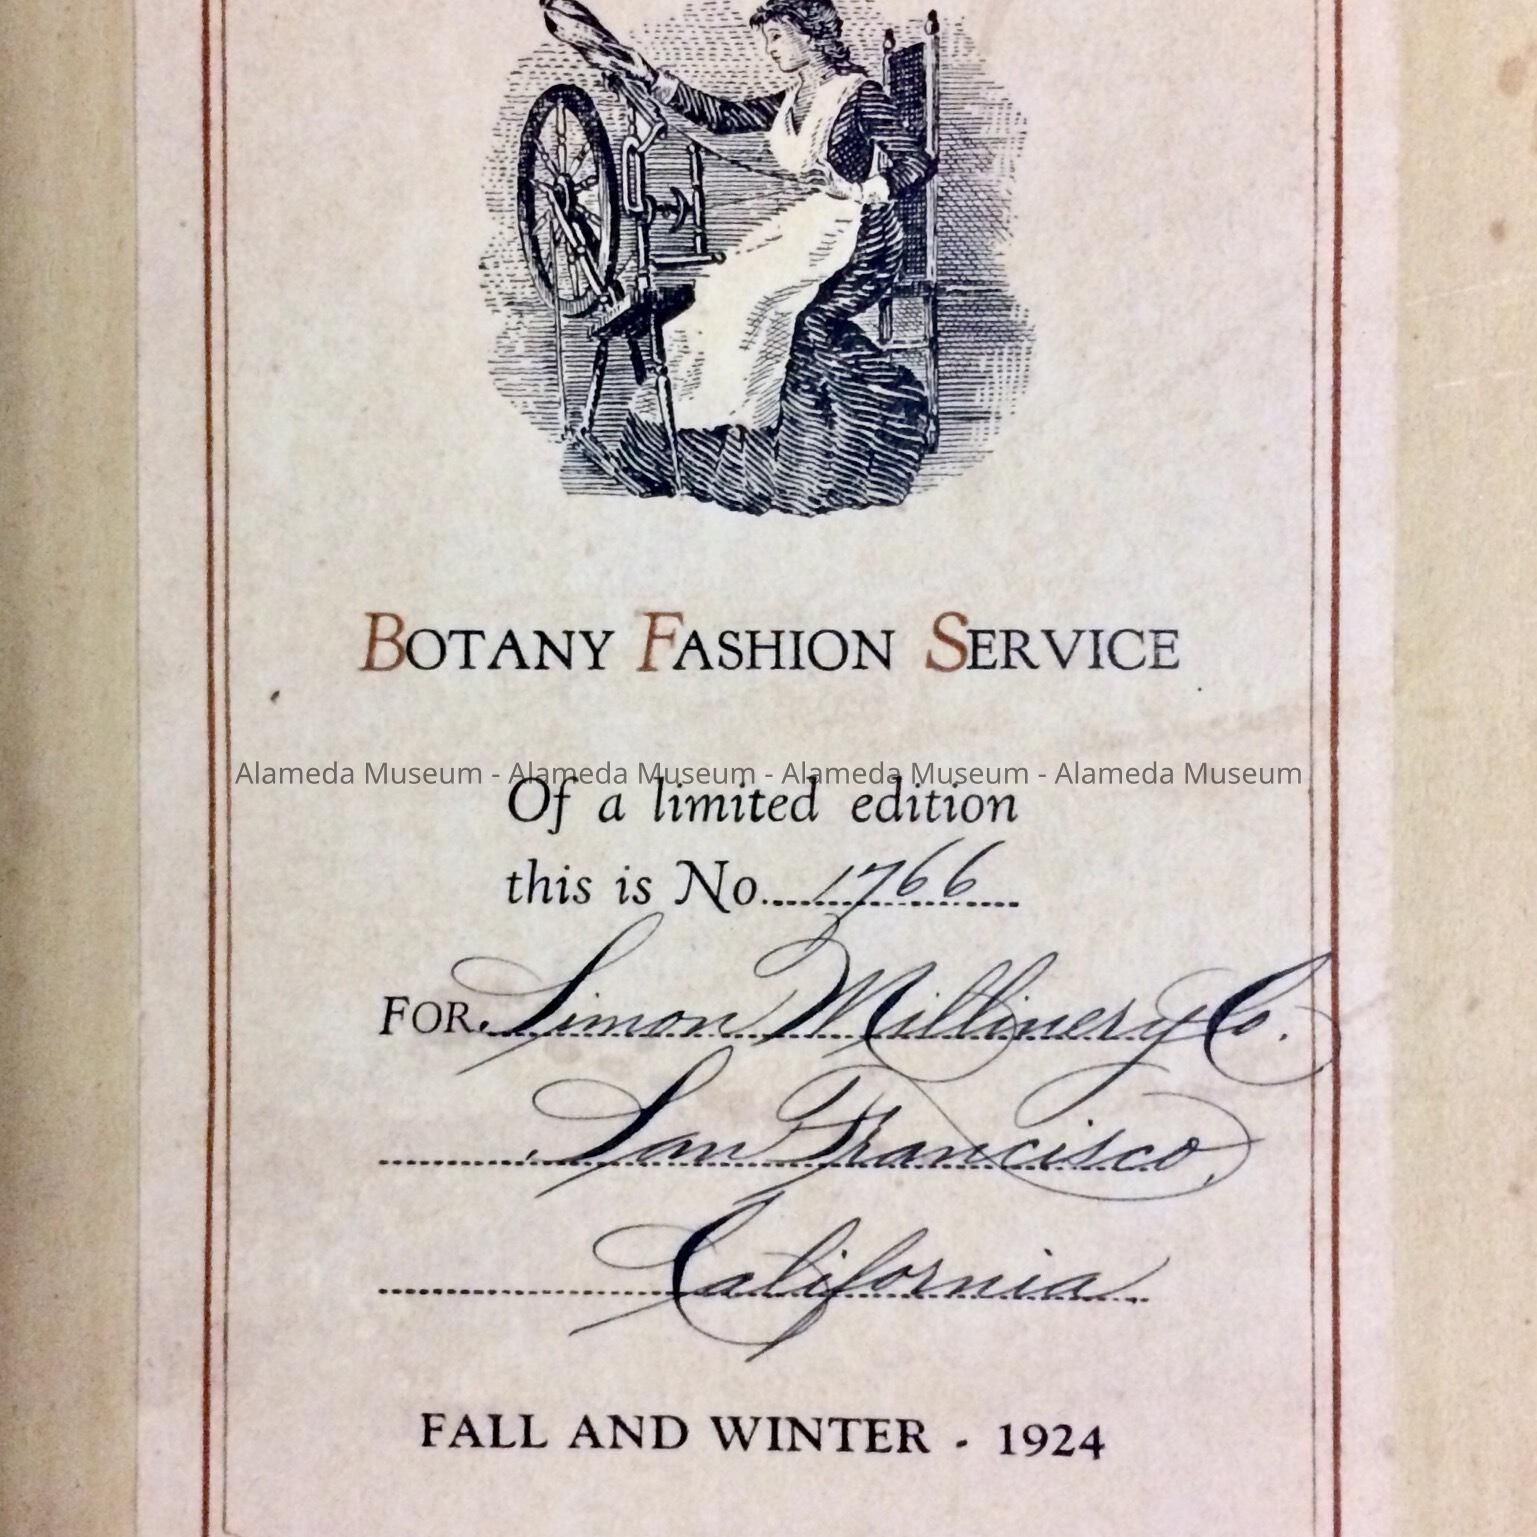 BOTANY FASHION SERVICE
Alameda Museum - Alameda Museum - Alameda Museum - Alameda Museum
Of a limited edition
this is No. 1766
FOR Simon Millinery Co.
San Francisco,
California
FALL AND WINTER - 1924